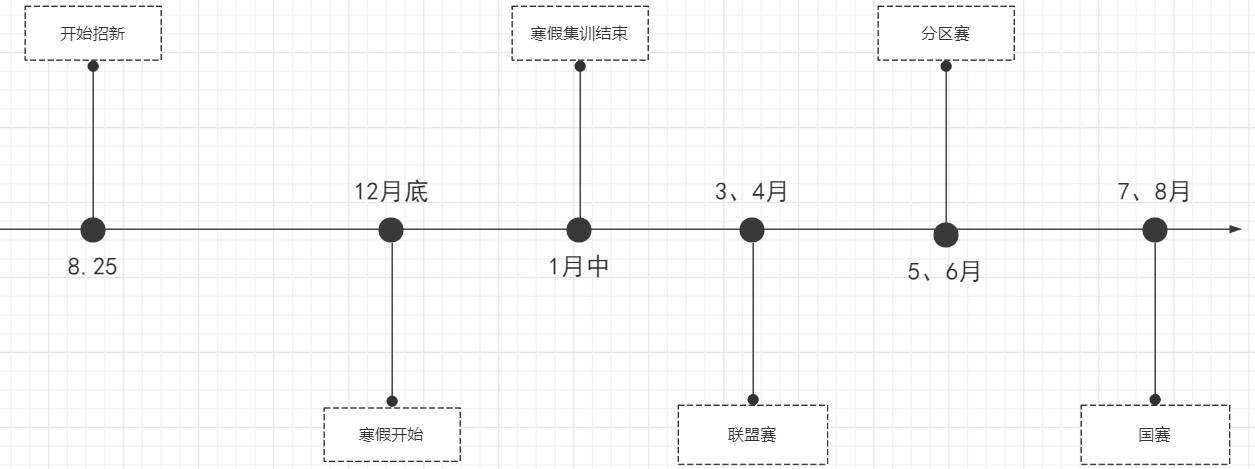 开始招新
寒假集训结束
分区赛
12月底
3、4月
7、8月
8.25
1月中
5、6月
寒假开始
联盟赛
国赛